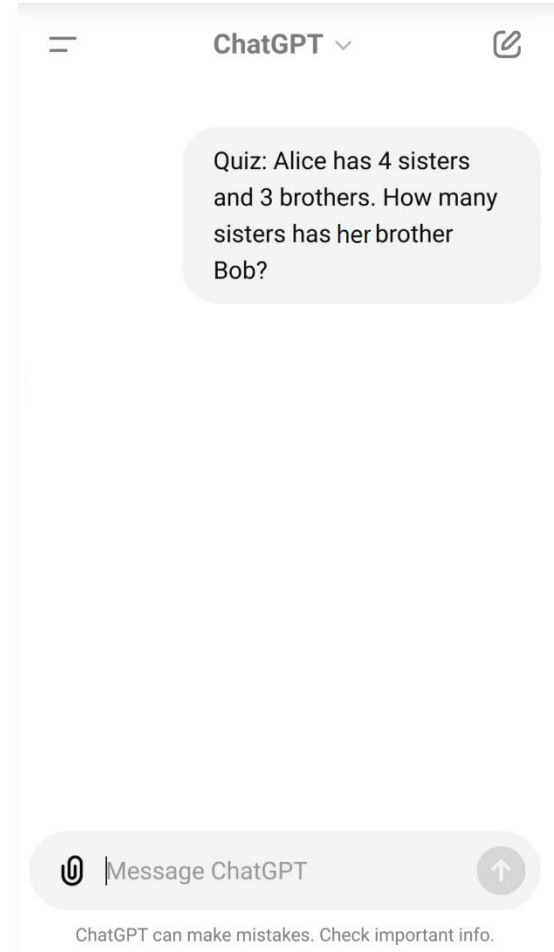 ChatGPT
Quiz: Alice has 4 sisters
and 3 brothers. How many
sisters has her brother
Bob?
Message ChatGPT
ChatGPT can make mistakes. Check important info.